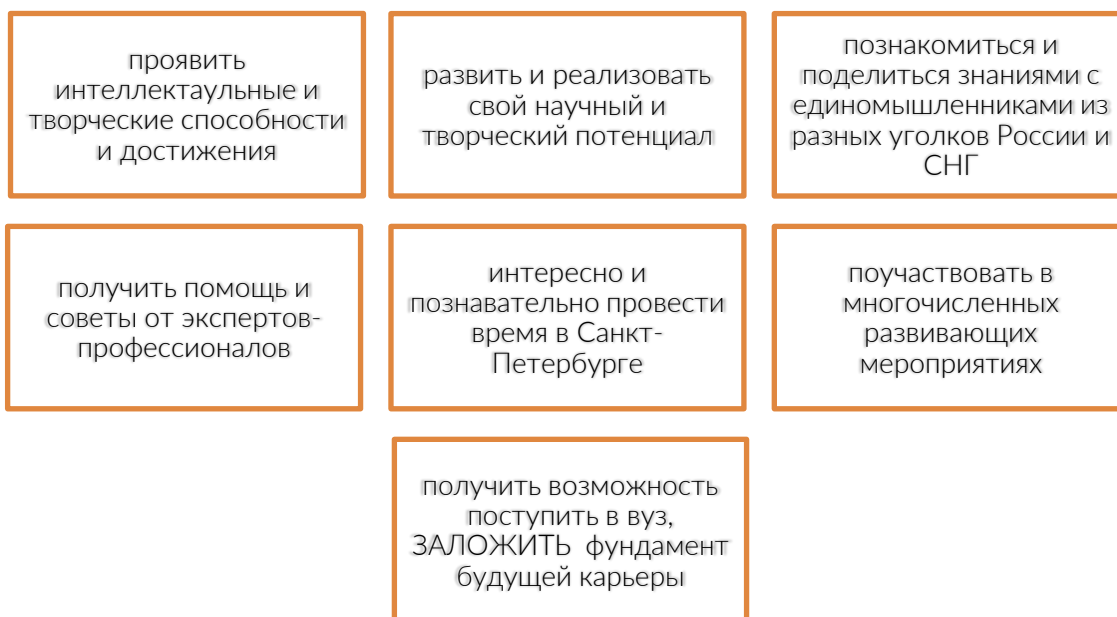 проявить
интеллектаульные и
творческие способности
и достижения
развить и реализовать
свой научный и
творческий потенциал
познакомиться и
поделиться знаниями с
единомышленниками из
разных уголков России и
СНГ
получить помощь и
советы от экспертов-
профессионалов
интересно и
познавательно провести
время в Санкт-
Петербурге
поучаствовать в
многочисленных
развивающих
мероприятиях
получить возможность
поступить в вуз,
ЗАЛОЖИТЬ фундамент
будущей карьеры